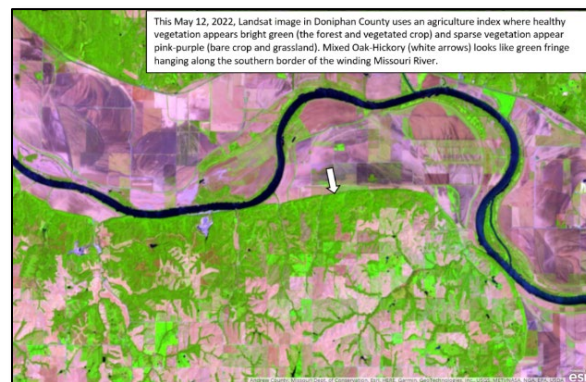 This May 12, 2022, Landsat image in Doniphan County uses an agriculture index where healthy
vegetation appears bright green (the forest and vegetated crop) and sparse vegetation appear
pink-purple (bare crop and grassland). Mixed Oak-Hickory (white arrows) looks like green fringe
hanging along the southern border of the winding Missouri River.
es